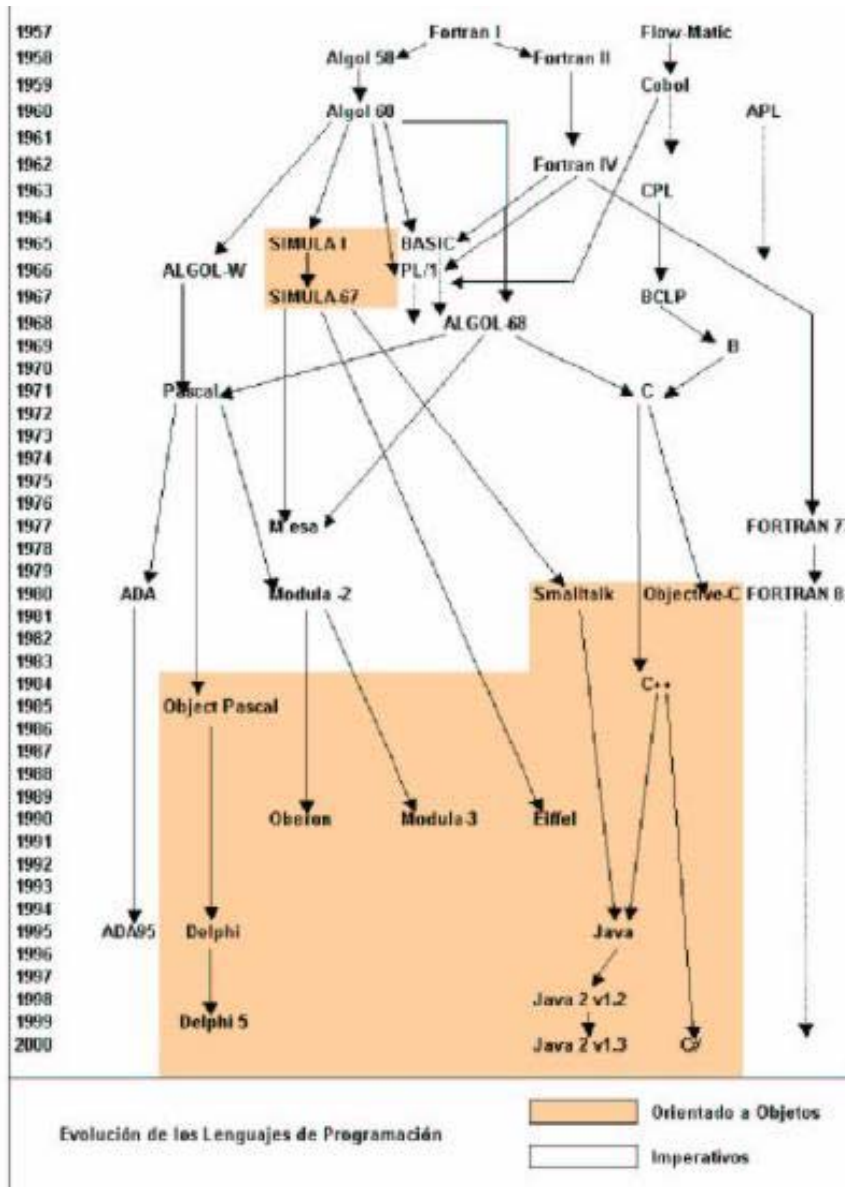 1957 Fortran I Flow-Matic
1958 Algol 58 Fortran II
1959 Cobol
1960 Algol 60 APL
1961
1962 Fortran IV
1963 CPL
1964
1965 SIMULA I BASIC
1966 ALGOL-W PL/1
1967 SIMULA-67 BCLP
1968 ALGOL-68
1969 B
1970
1971 Pascal C
1972
1973
1974
1975
1976
1977 Mesa FORTRAN 7
1978
1979
1980 ADA Modula -2 Smalltalk Objective-C FORTRAN 8
1981
1982
1983
1984 C++
1985 Object Pascal
1986
1987
1988
1989
1990 Oberon Modula-3 Eiffel
1991
1992
1993
1994
1995 ADA95 Delphi Java
1996
1997
1998 Java 2 v1.2
1999 Delphi 5
2000 Java 2 v1.3 C#
Evolución de los Lenguajes de Programación
Orientado a Objetos
Imperativos